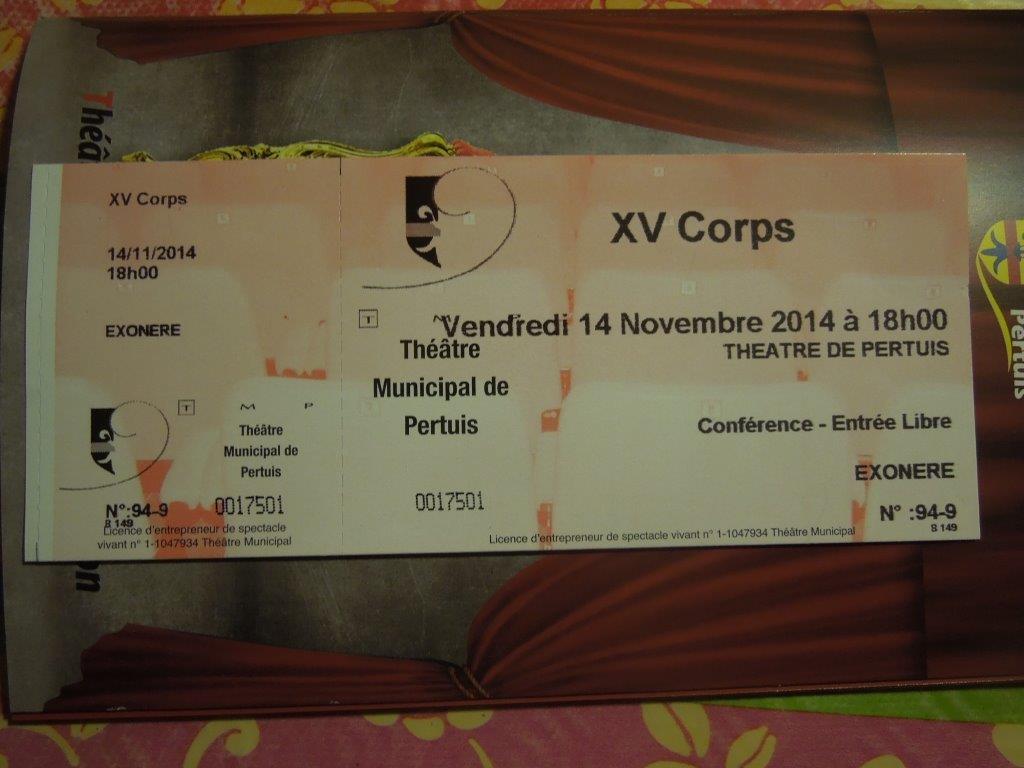 Théâ
XV Corps
14/11/2014
18h00
EXONERE
T M P
Théâtre
Municipal de
Pertuis
N°:94-9 0017501
S 149
Licence d'entrepreneur de spectacle
vivant n° 1-1047934 Théâtre Municipal
XV Corps
T M P
Vendredi 14 Novembre 2014 à 18h00
THEATRE DE PERTUIS
Théâtre
Municipal de
Pertuis
Conférence - Entrée Libre
EXONERE
0017501
N° :94-9
S 149
Licence d'entrepreneur de spectacle vivant n° 1-1047934 Théâtre Municipal
on
Pertuis